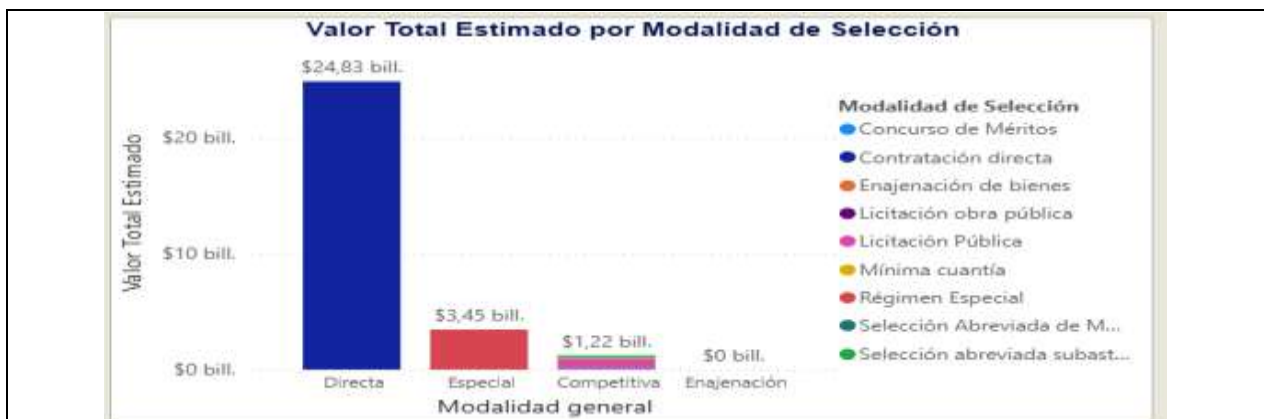 Valor Total Estimado por Modalidad de Selección
$24,83 bill.
$20 bill.
$10 bill.
$0 bill.
Valor Total Estimado
$3,45 bill.
$1,22 bill.
$0 bill.
Directa
Especial
Competitiva
Enajenación
Modalidad general
Modalidad de Selección
Concurso de Méritos
Contratación directa
Enajenación de bienes
Licitación obra pública
Licitación Pública
Mínima cuantía
Régimen Especial
Selección Abreviada de M...
Selección abreviada subast...